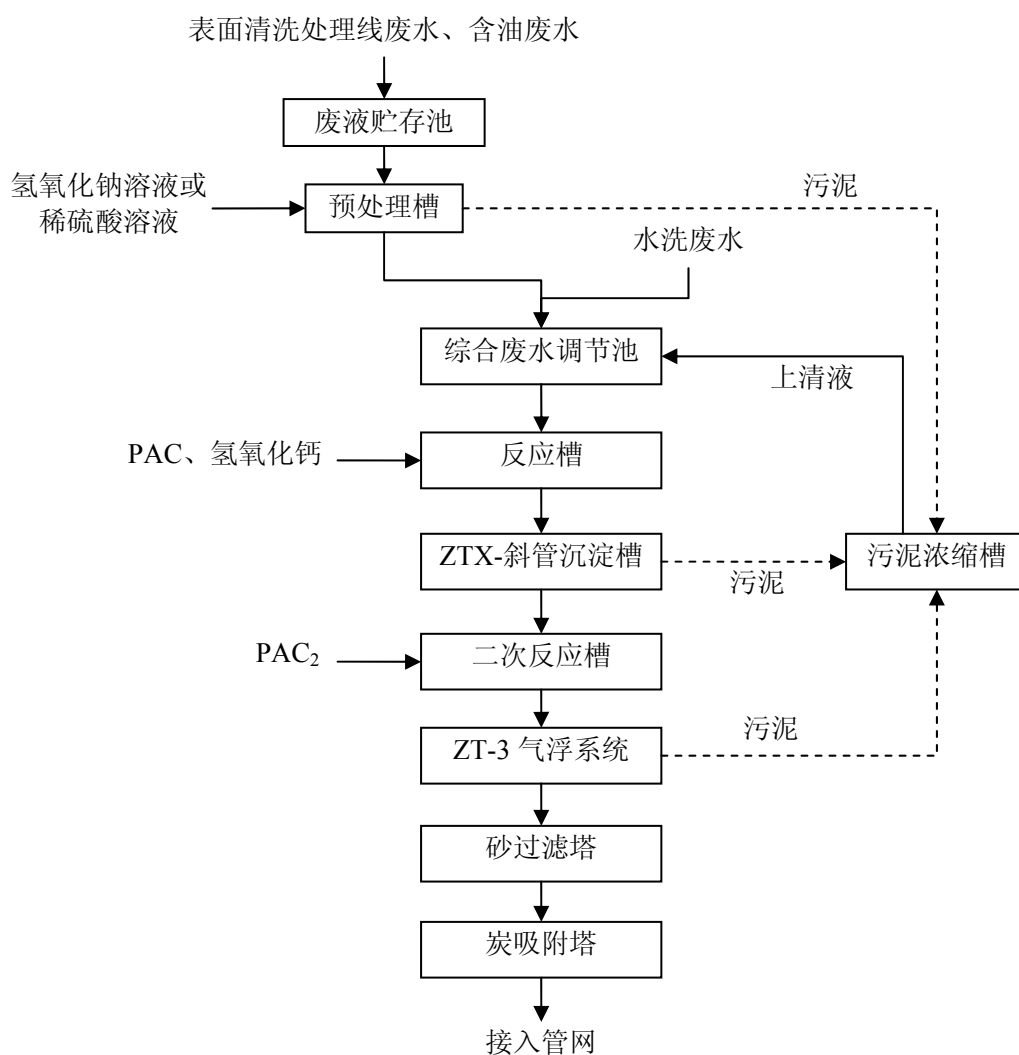 表面清洗处理线废水、含油废水
废液贮存池
氢氧化钠溶液或
稀硫酸溶液
预处理槽
污泥
水洗废水
综合废水调节池
上清液
PAC、氢氧化钙
反应槽
ZTX-斜管沉淀槽
污泥
污泥浓缩槽
PAC₂
二次反应槽
ZT-3 气浮系统
污泥
砂过滤塔
炭吸附塔
接入管网